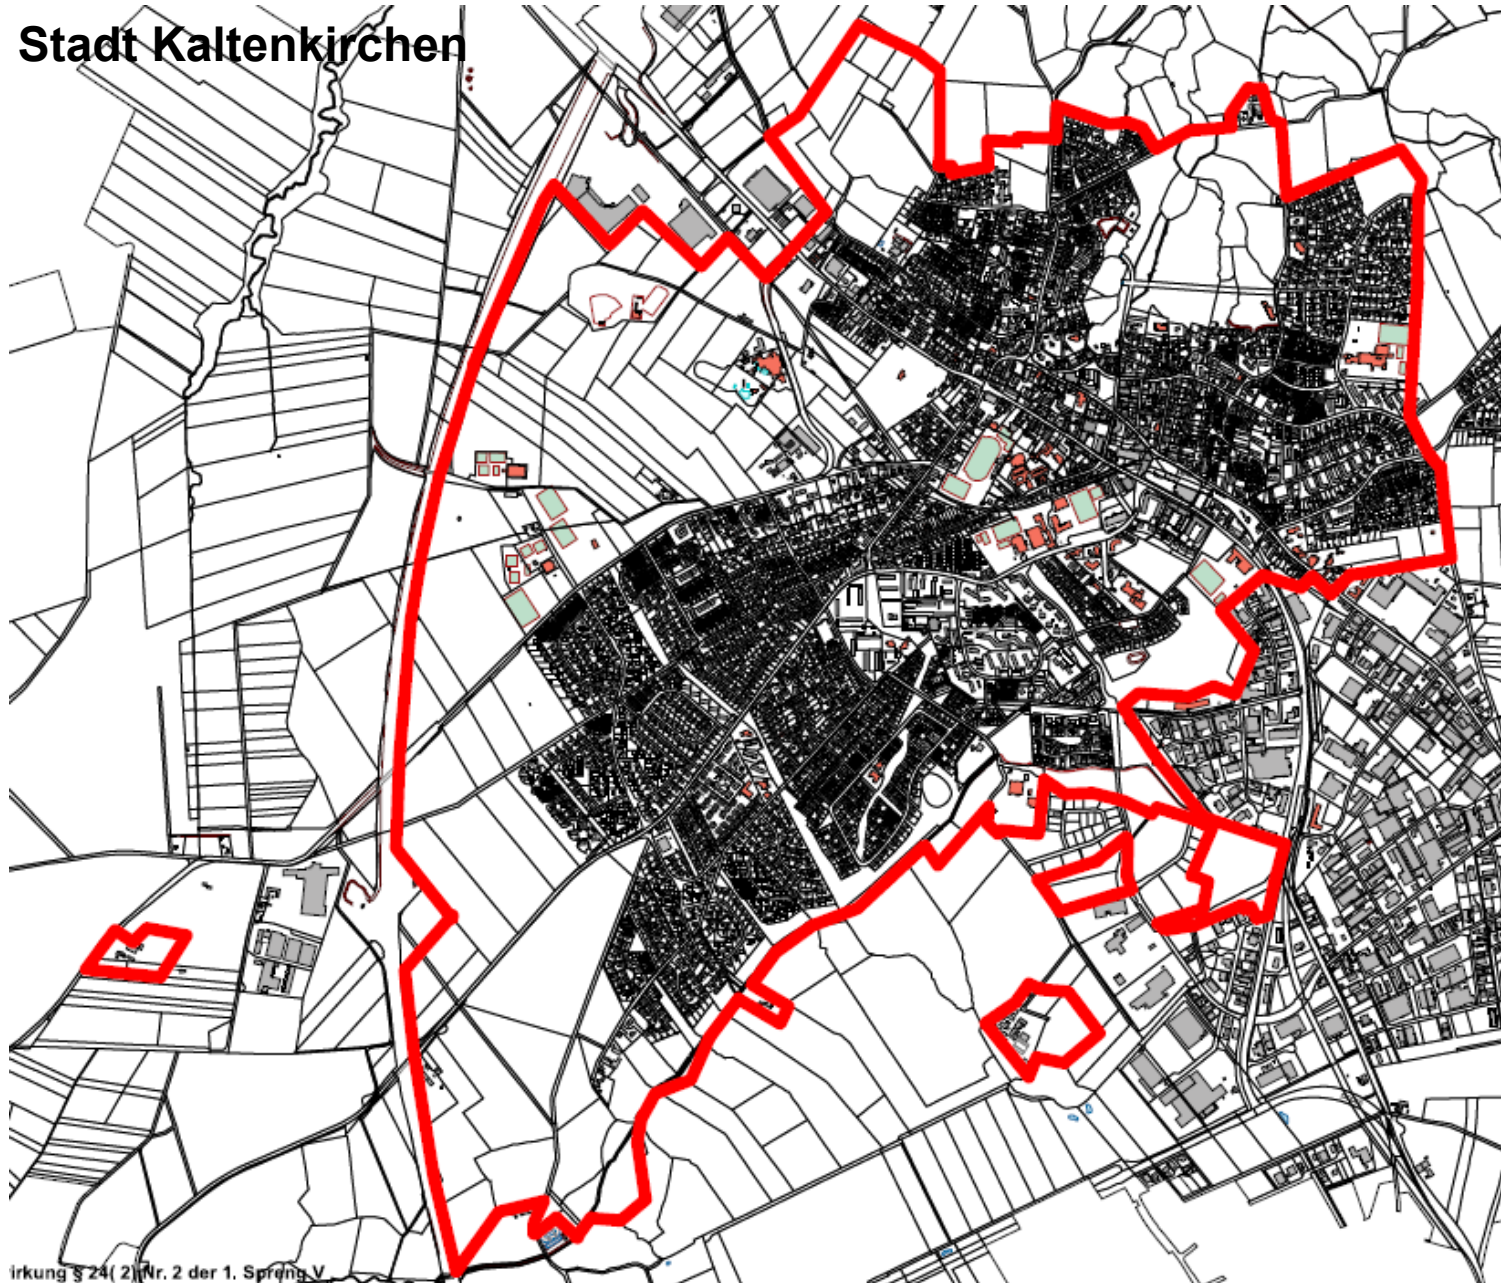 Stadt Kaltenkirchen
irkung § 24( 2) Nr. 2 der 1. Spreng V